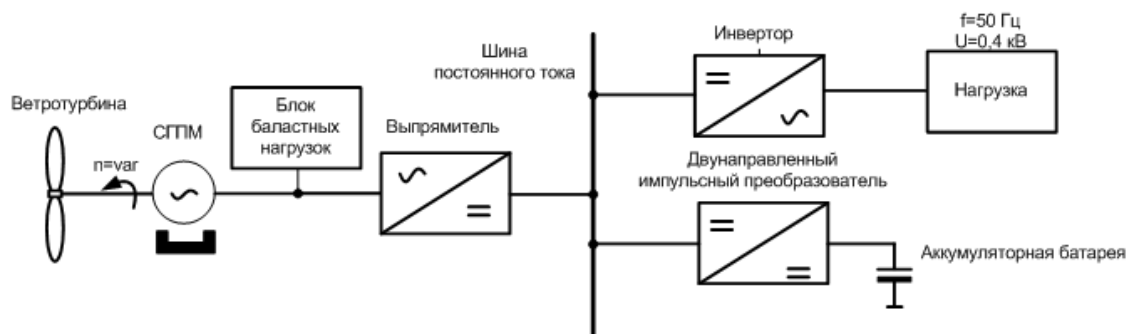 Ветротурбина
n=var
СГПМ
Блок
баластных
нагрузок
Выпрямитель
Шина
постоянного тока
Инвертор
f=50 Гц
U=0,4 кВ
Нагрузка
Двунаправленный
импульсный преобразователь
Аккумуляторная батарея